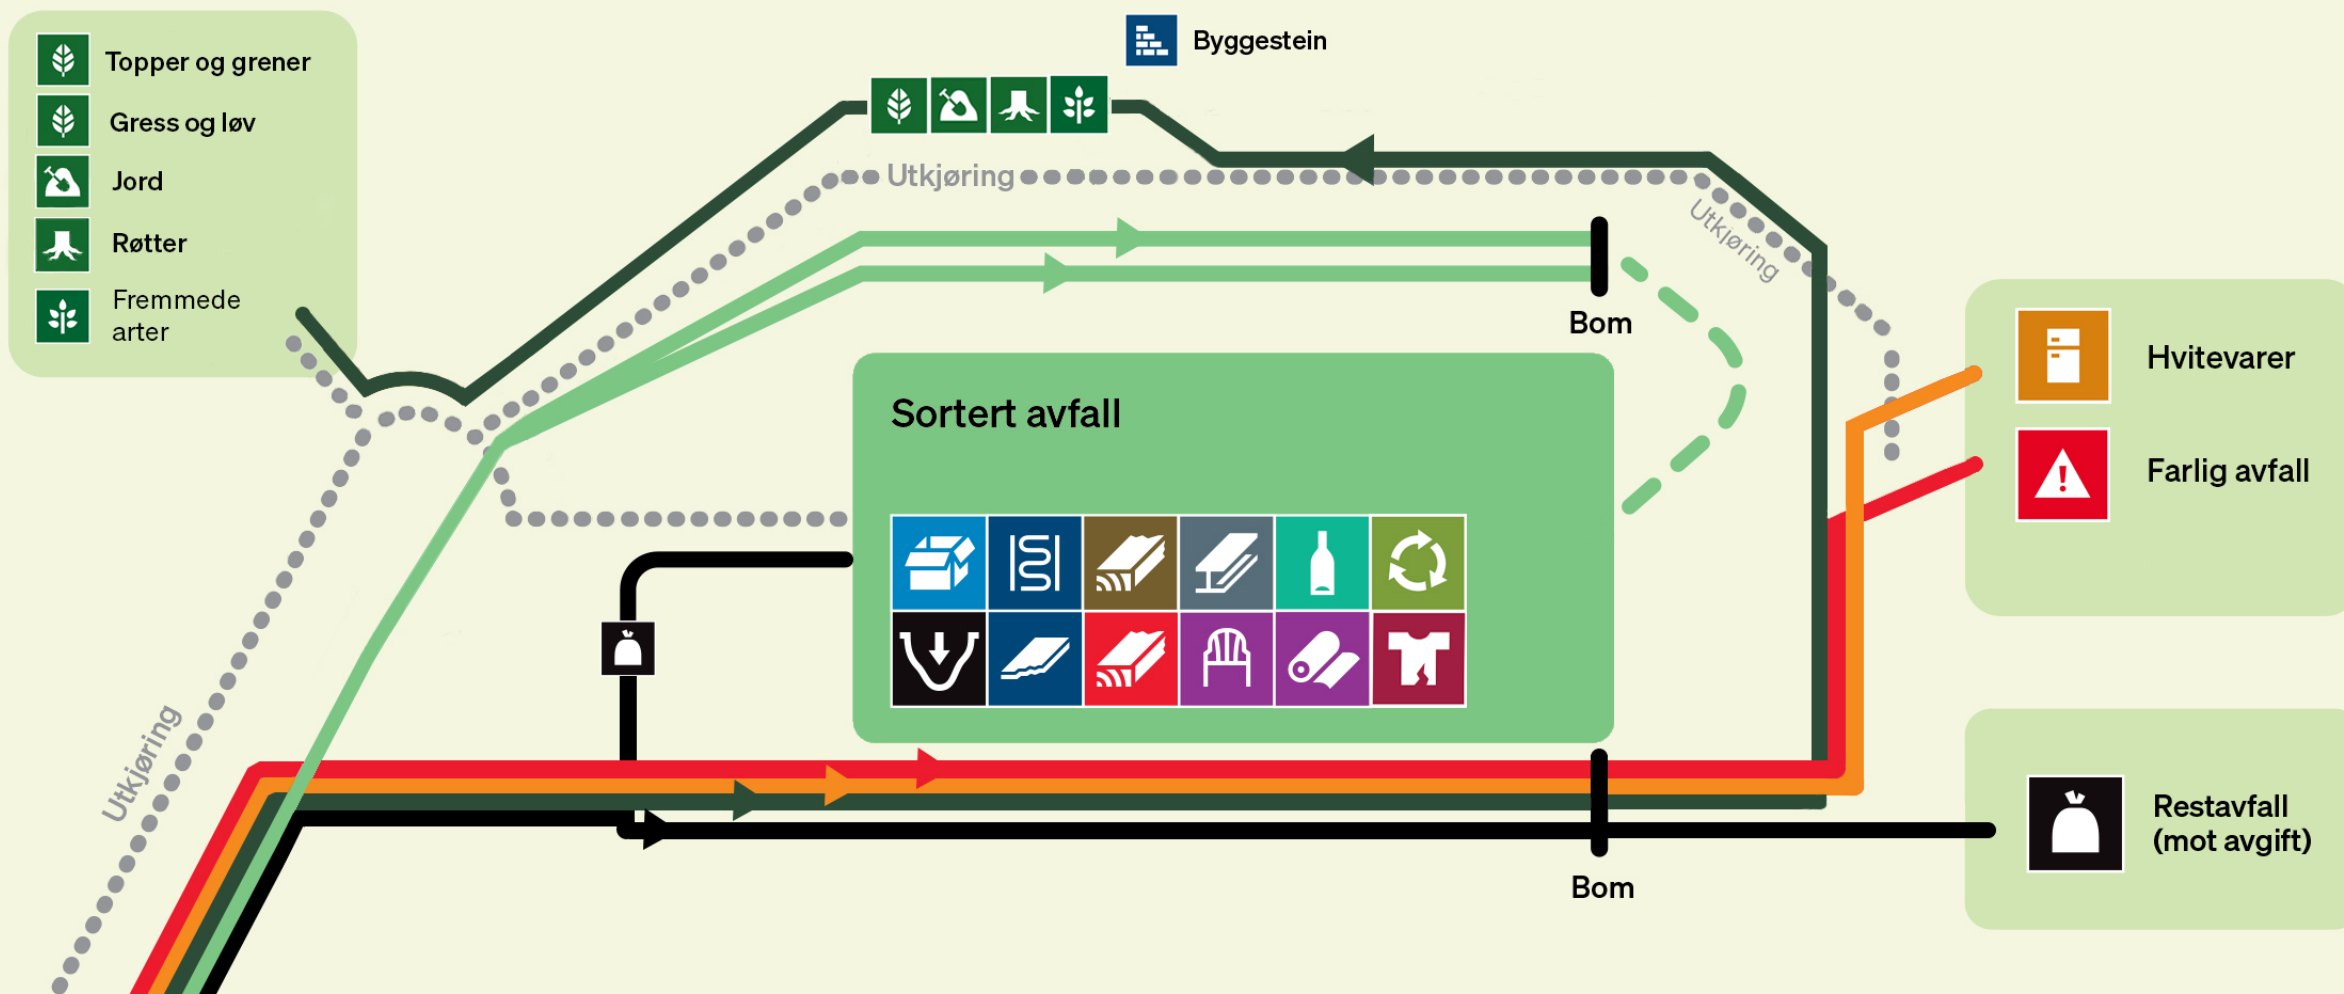 Topper og grener
Gress og løv
Jord
Røtter
Fremmede
arter
Byggestein
Utkjøring
Utkjøring
Bom
Sortert avfall
Hvitevarer
Farlig avfall
Utkjøring
Restavfall
(mot avgift)
Bom